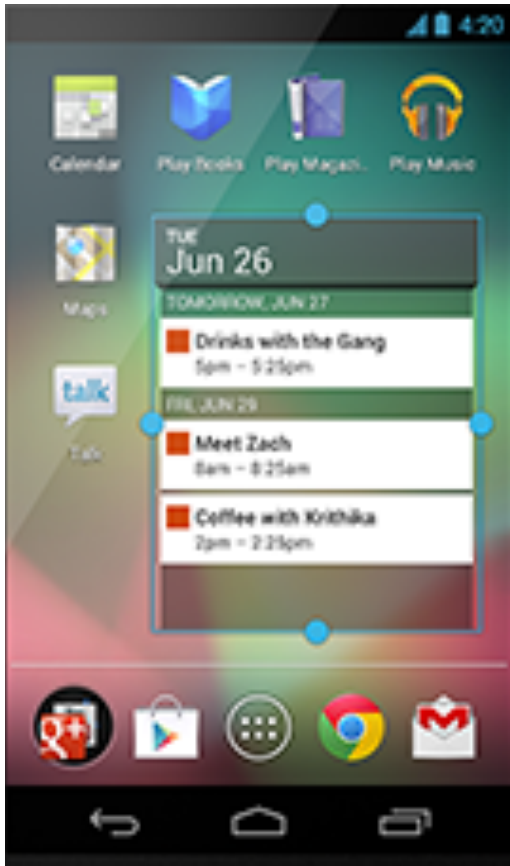 4:20
Calendar
Play Books
Play Magazi..
Play Music
Maps
talk
Talk
TUE
Jun 26
TOMORROW, JUN 27
Drinks with the Gang
5pm – 5:25pm
FRI, JUN 29
Meet Zach
8am – 8:25am
Coffee with Krithika
2pm – 2:25pm
g+